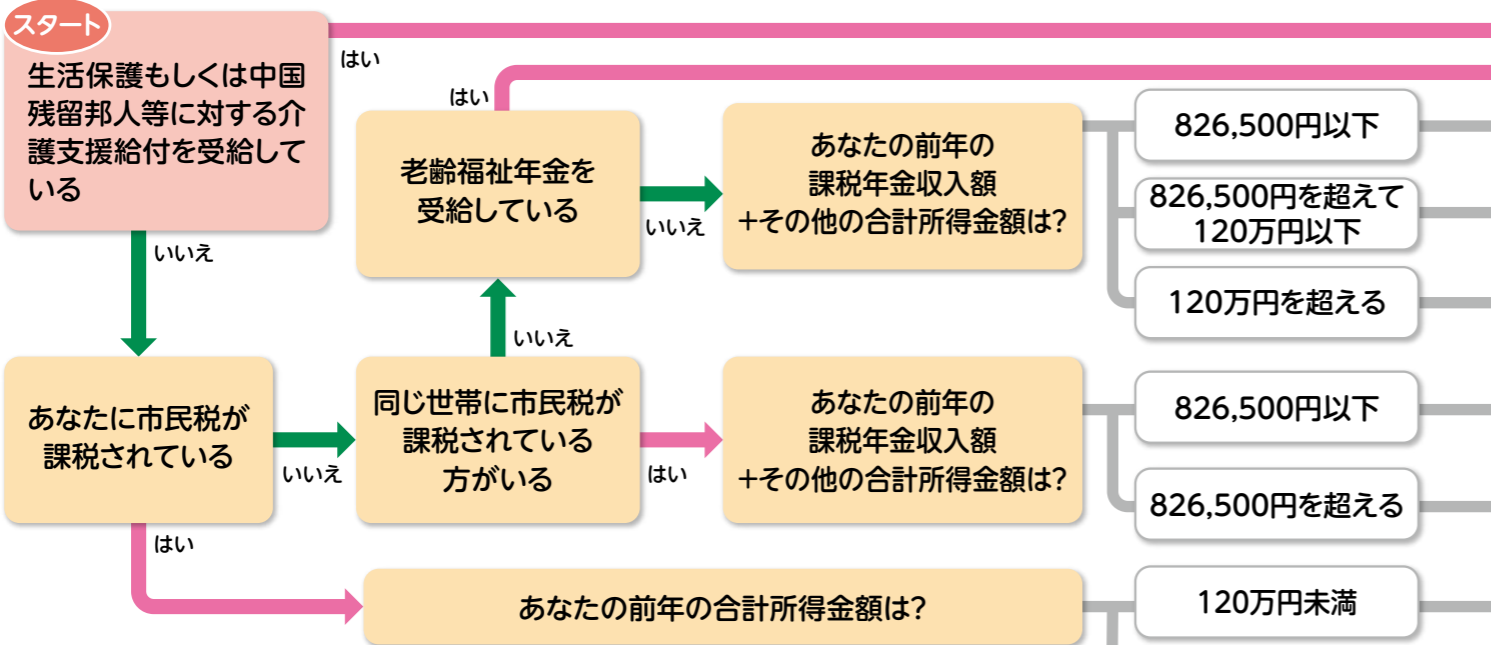 スタート
生活保護もしくは中国
残留邦人等に対する介
護支援給付を受給して
いる
はい
いいえ
はい
老齢福祉年金を
受給している
いいえ
あなたの前年の
課税年金収入額
+その他の合計所得金額は?
826,500円以下
826,500円を超えて
120万円以下
120万円を超える
いいえ
あなたに市民税が
課税されている
いいえ
同じ世帯に市民税が
課税されている
方がいる
はい
あなたの前年の
課税年金収入額
+その他の合計所得金額は?
826,500円以下
826,500円を超える
はい
あなたの前年の合計所得金額は?
120万円未満